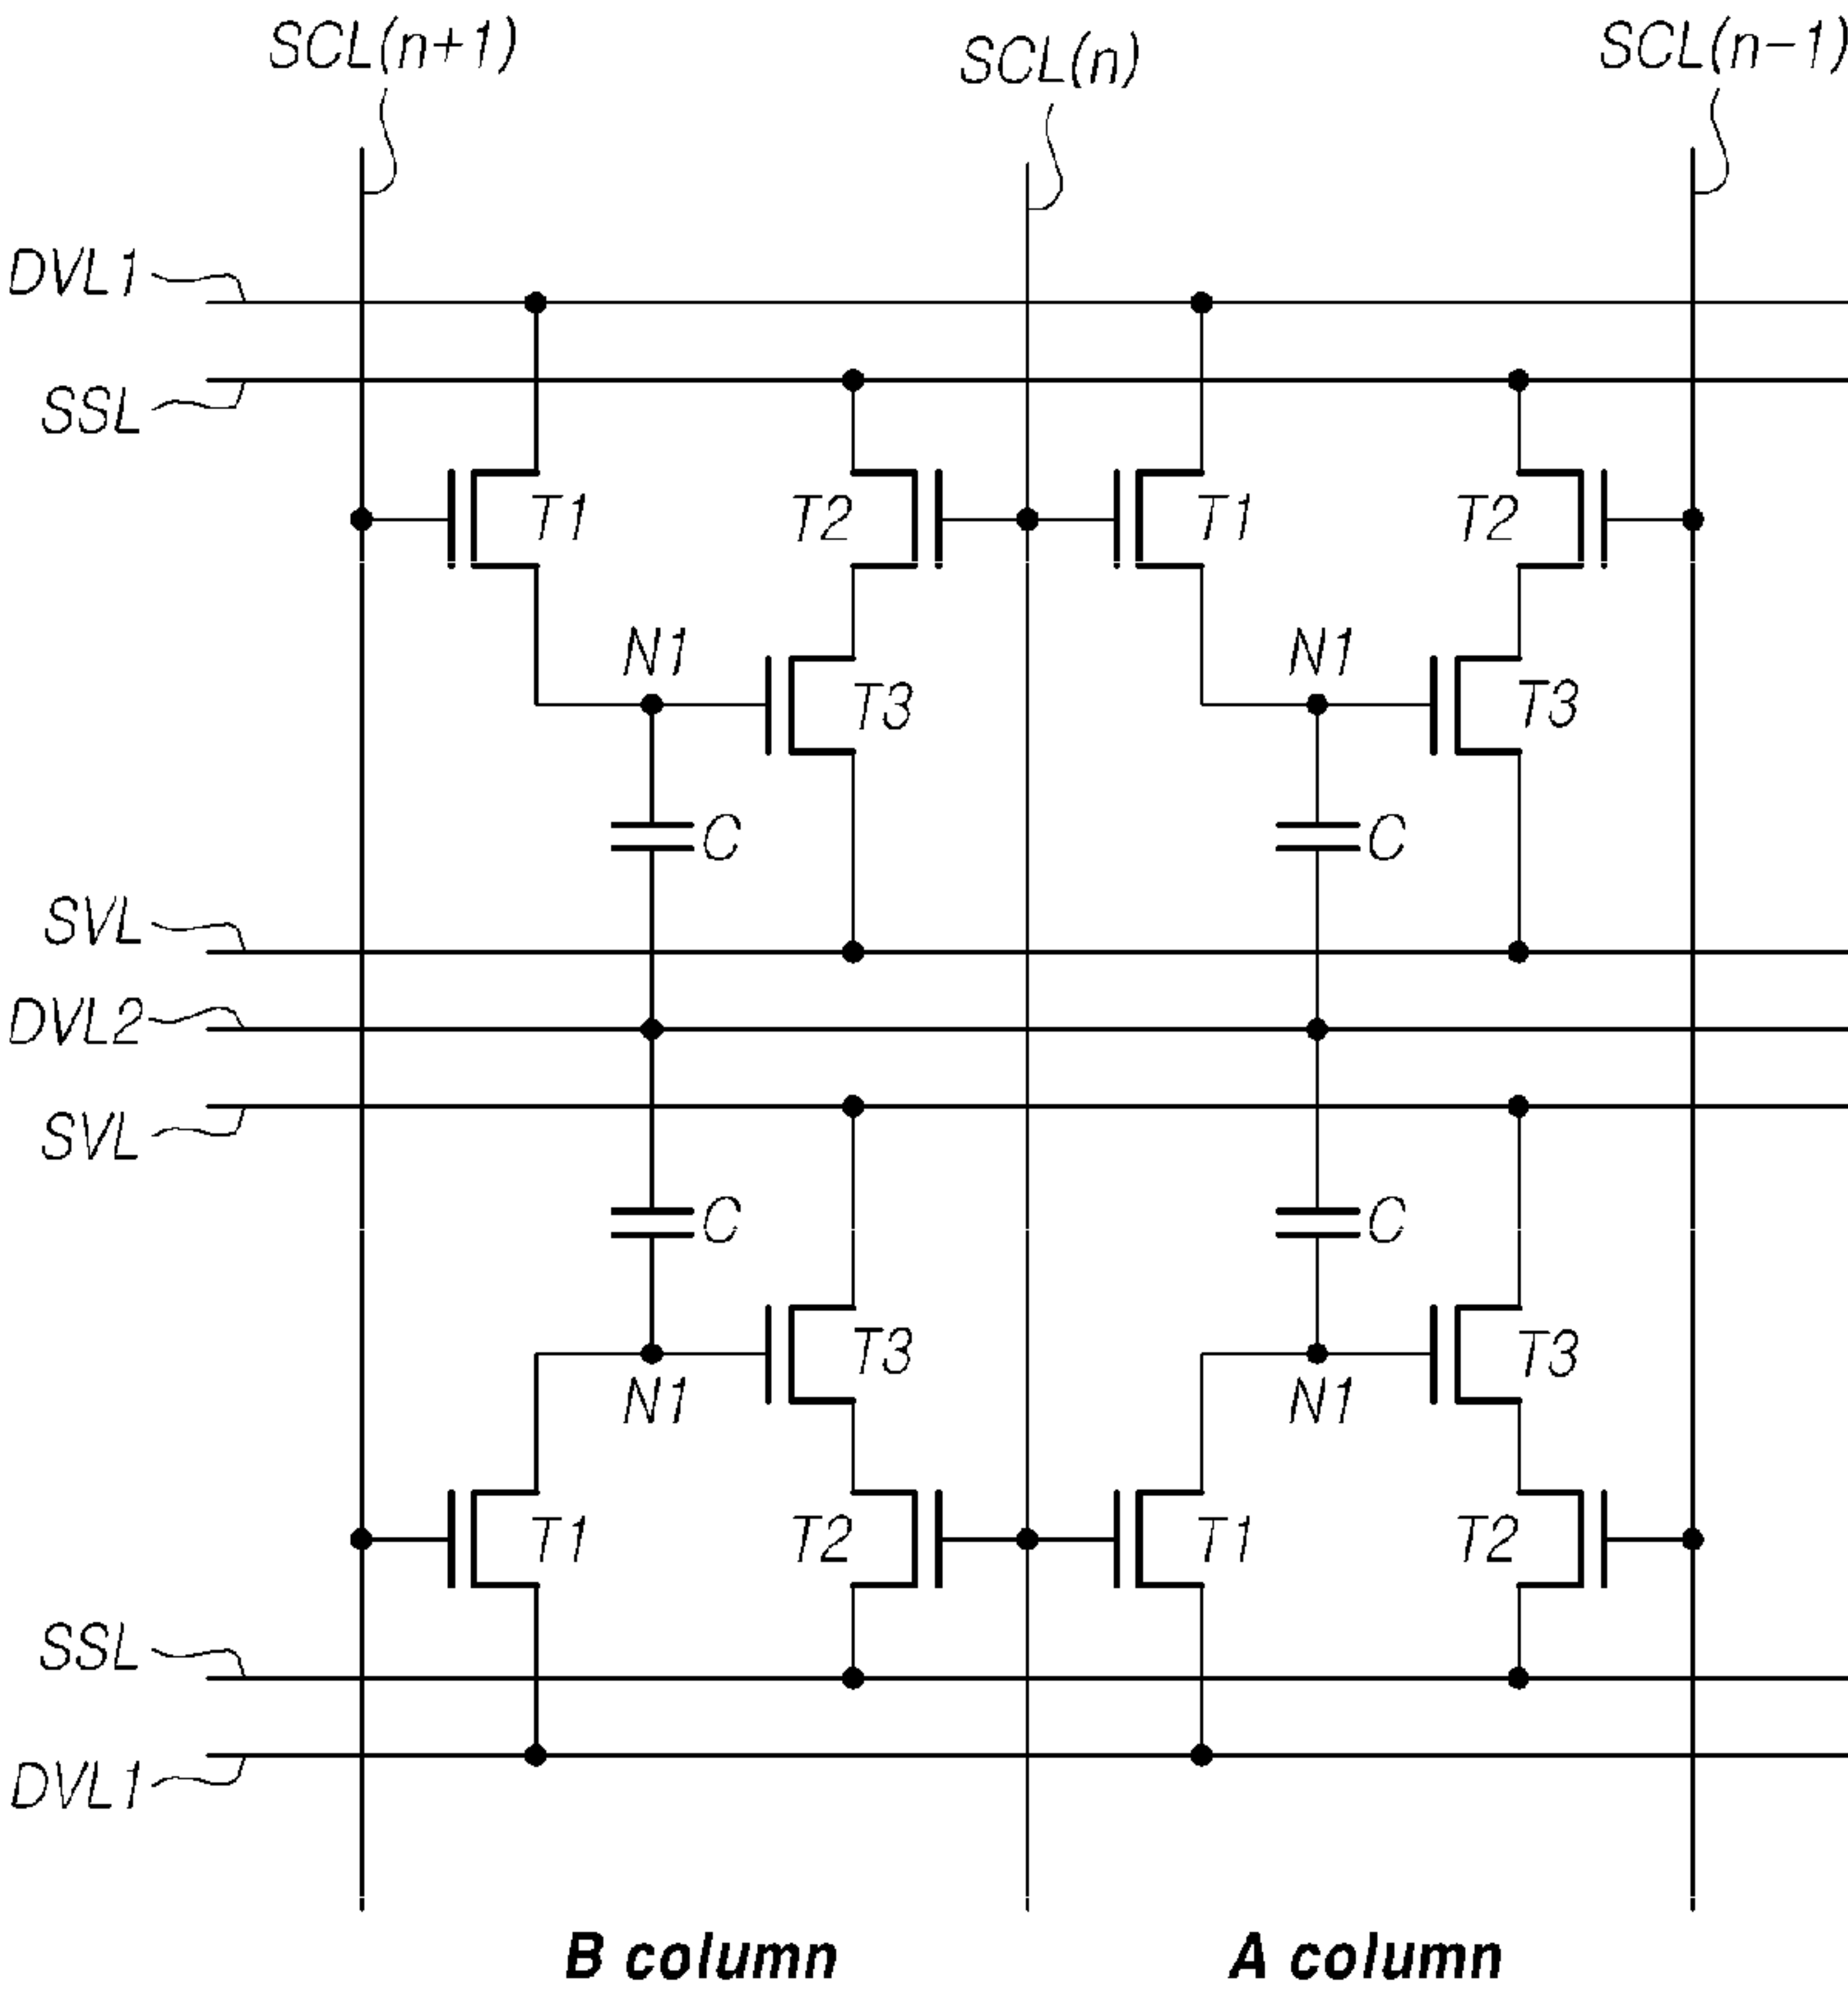 SCL(n+1) SCL(n) SCL(n-1)
DVL1
SSL
T1 T2 T1 T2
N1 N1
T3 T3
C C
SVL
DVL2
SVL
C C
T3 T3
N1 N1
T1 T2 T1 T2
SSL
DVL1
B column A column